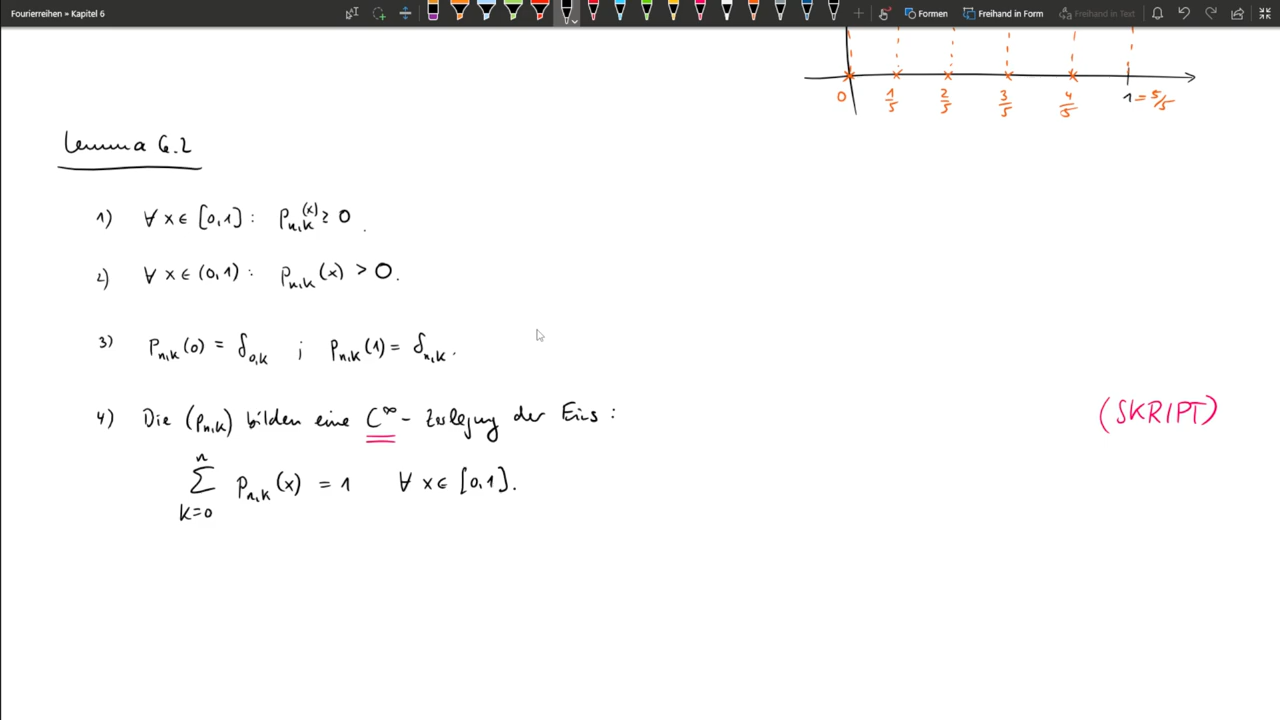 Fourierreihen » Kapitel 6
Formen
Freihand in Form
Freihand in Text
0 1/5 2/5 3/5 4/5 1 = 5/5
Lemma 6.2
1) ∀ x ∈ [0,1] : p_{n,k}(x) ≥ 0.
2) ∀ x ∈ (0,1) : p_{n,k}(x) > 0.
3) p_{n,k}(0) = δ_{0,k} ; p_{n,k}(1) = δ_{n,k}.
4) Die (p_{n,k}) bilden eine C^∞ - Zerlegung der Eins :
(SKRIPT)
∑_{k=0}^{n} p_{n,k}(x) = 1 ∀ x ∈ [0,1].